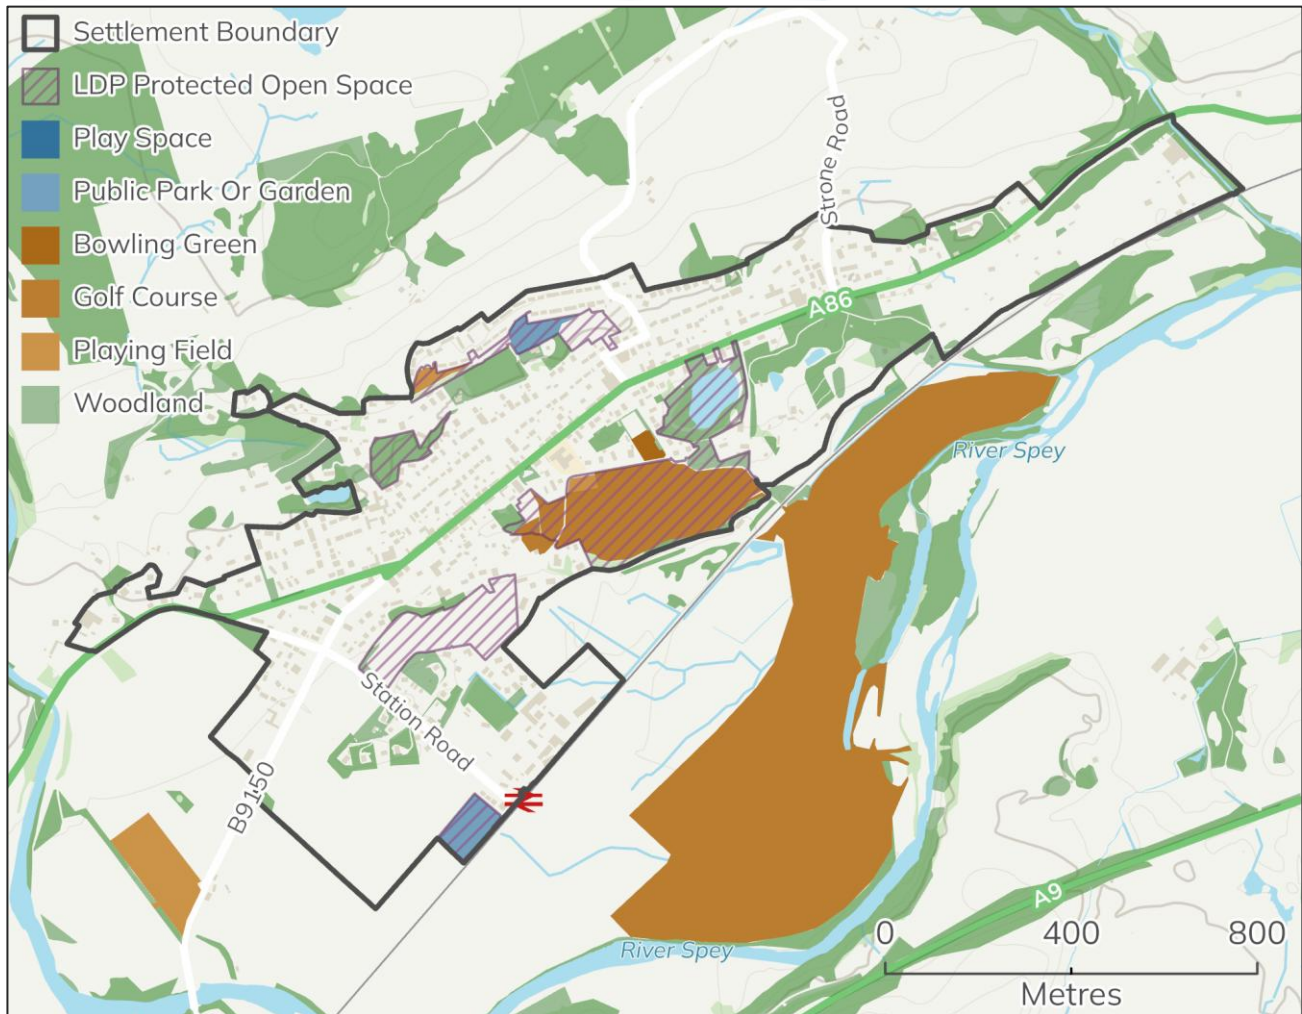 Settlement Boundary
LDP Protected Open Space
Play Space
Public Park Or Garden
Bowling Green
Golf Course
Playing Field
Woodland
Strone Road
A86
River Spey
Station Road
B9150
A9
River Spey
0 400 800
Metres